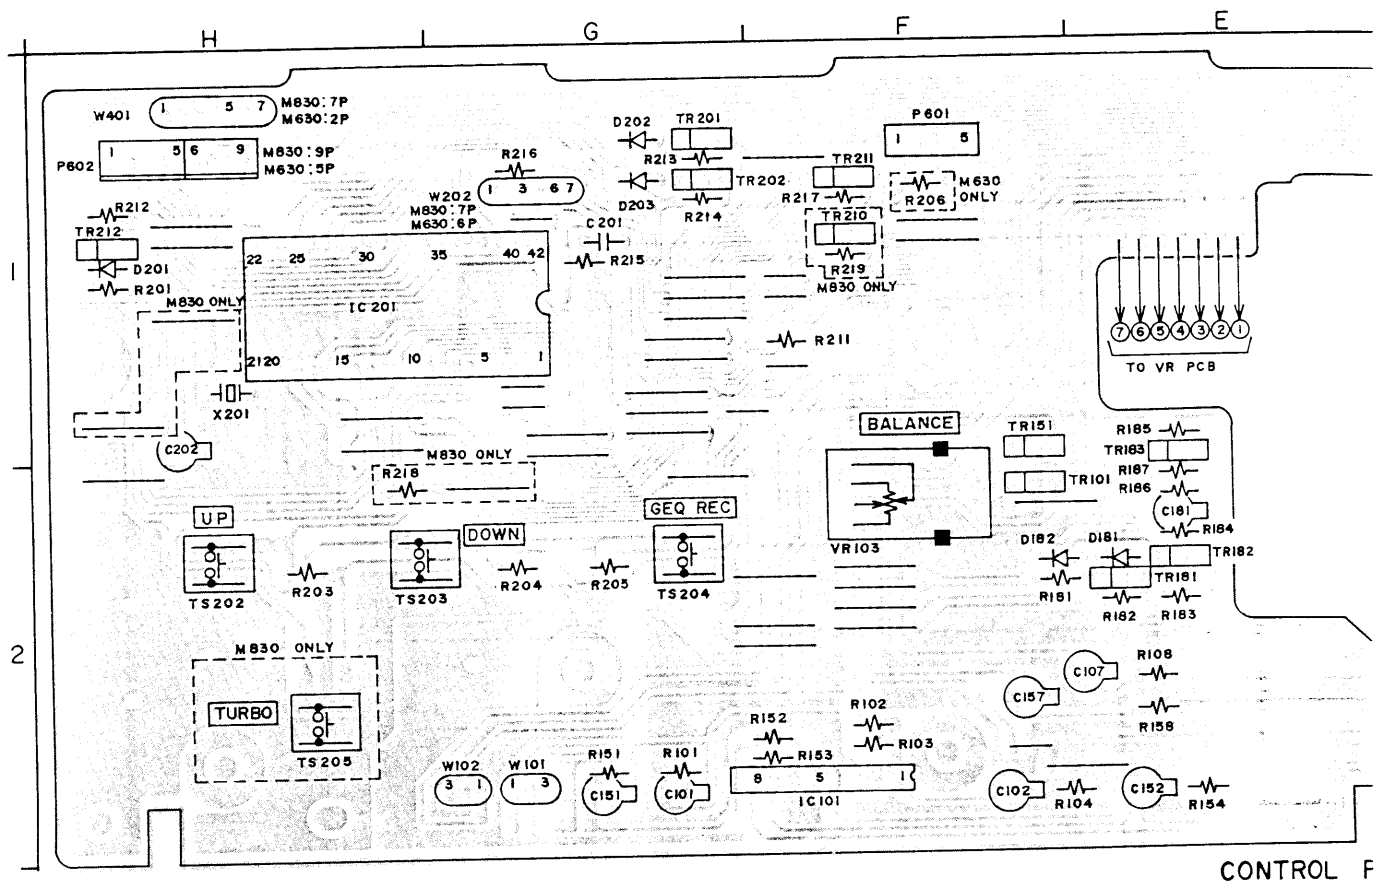 H G F E
W401 1 5 7 M830:7P
M630:2P
P602 1 5 6 9 M830:9P
M630:5P
D202 TR201
R213
TR202
D203 R214
P601
1 5
R216
W202 1 3 6 7
M830:7P
M630:6P
TR211
R217
TR210
R219
M830 ONLY
R206
M630
ONLY
R212
TR212
D201
R201
M830 ONLY
C201
R215
22 25 30 35 40 42
IC201
2120 15 10 5 1
1
R211
7 6 5 4 3 2 1
TO VR PCB
X201
C202
BALANCE
VR103
TR151
TR101
R185
TR183
R187
R186
C181
R184
M830 ONLY
R218
UP
TS202
R203
DOWN
TS203
R204
R205
GEQ REC
TS204
D182 D181
TR182
R181
TR181
R182 R183
2
M830 ONLY
TURBO
TS205
R108
C107
C157
R158
R102
R152
R103
R153
W102 W101
3 1 1 3
R151 R101
C151 C101
8 5 1
IC101
C102 R104 C152 R154
CONTROL P